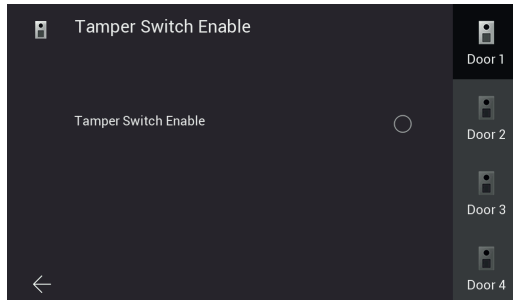 Tamper Switch Enable
Tamper Switch Enable
Door 1
Door 2
Door 3
Door 4